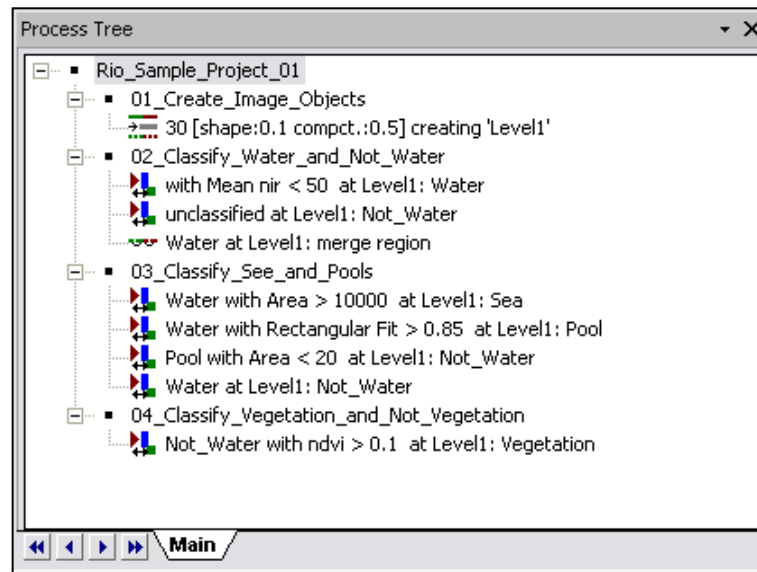 Process Tree
Rio_Sample_Project_01
01_Create_Image_Objects
30 [shape:0.1 compct.:0.5] creating 'Level1'
02_Classify_Water_and_Not_Water
with Mean nir < 50 at Level1: Water
unclassified at Level1: Not_Water
Water at Level1: merge region
03_Classify_See_and_Pools
Water with Area > 10000 at Level1: Sea
Water with Rectangular Fit > 0.85 at Level1: Pool
Pool with Area < 20 at Level1: Not_Water
Water at Level1: Not_Water
04_Classify_Vegetation_and_Not_Vegetation
Not_Water with ndvi > 0.1 at Level1: Vegetation
Main